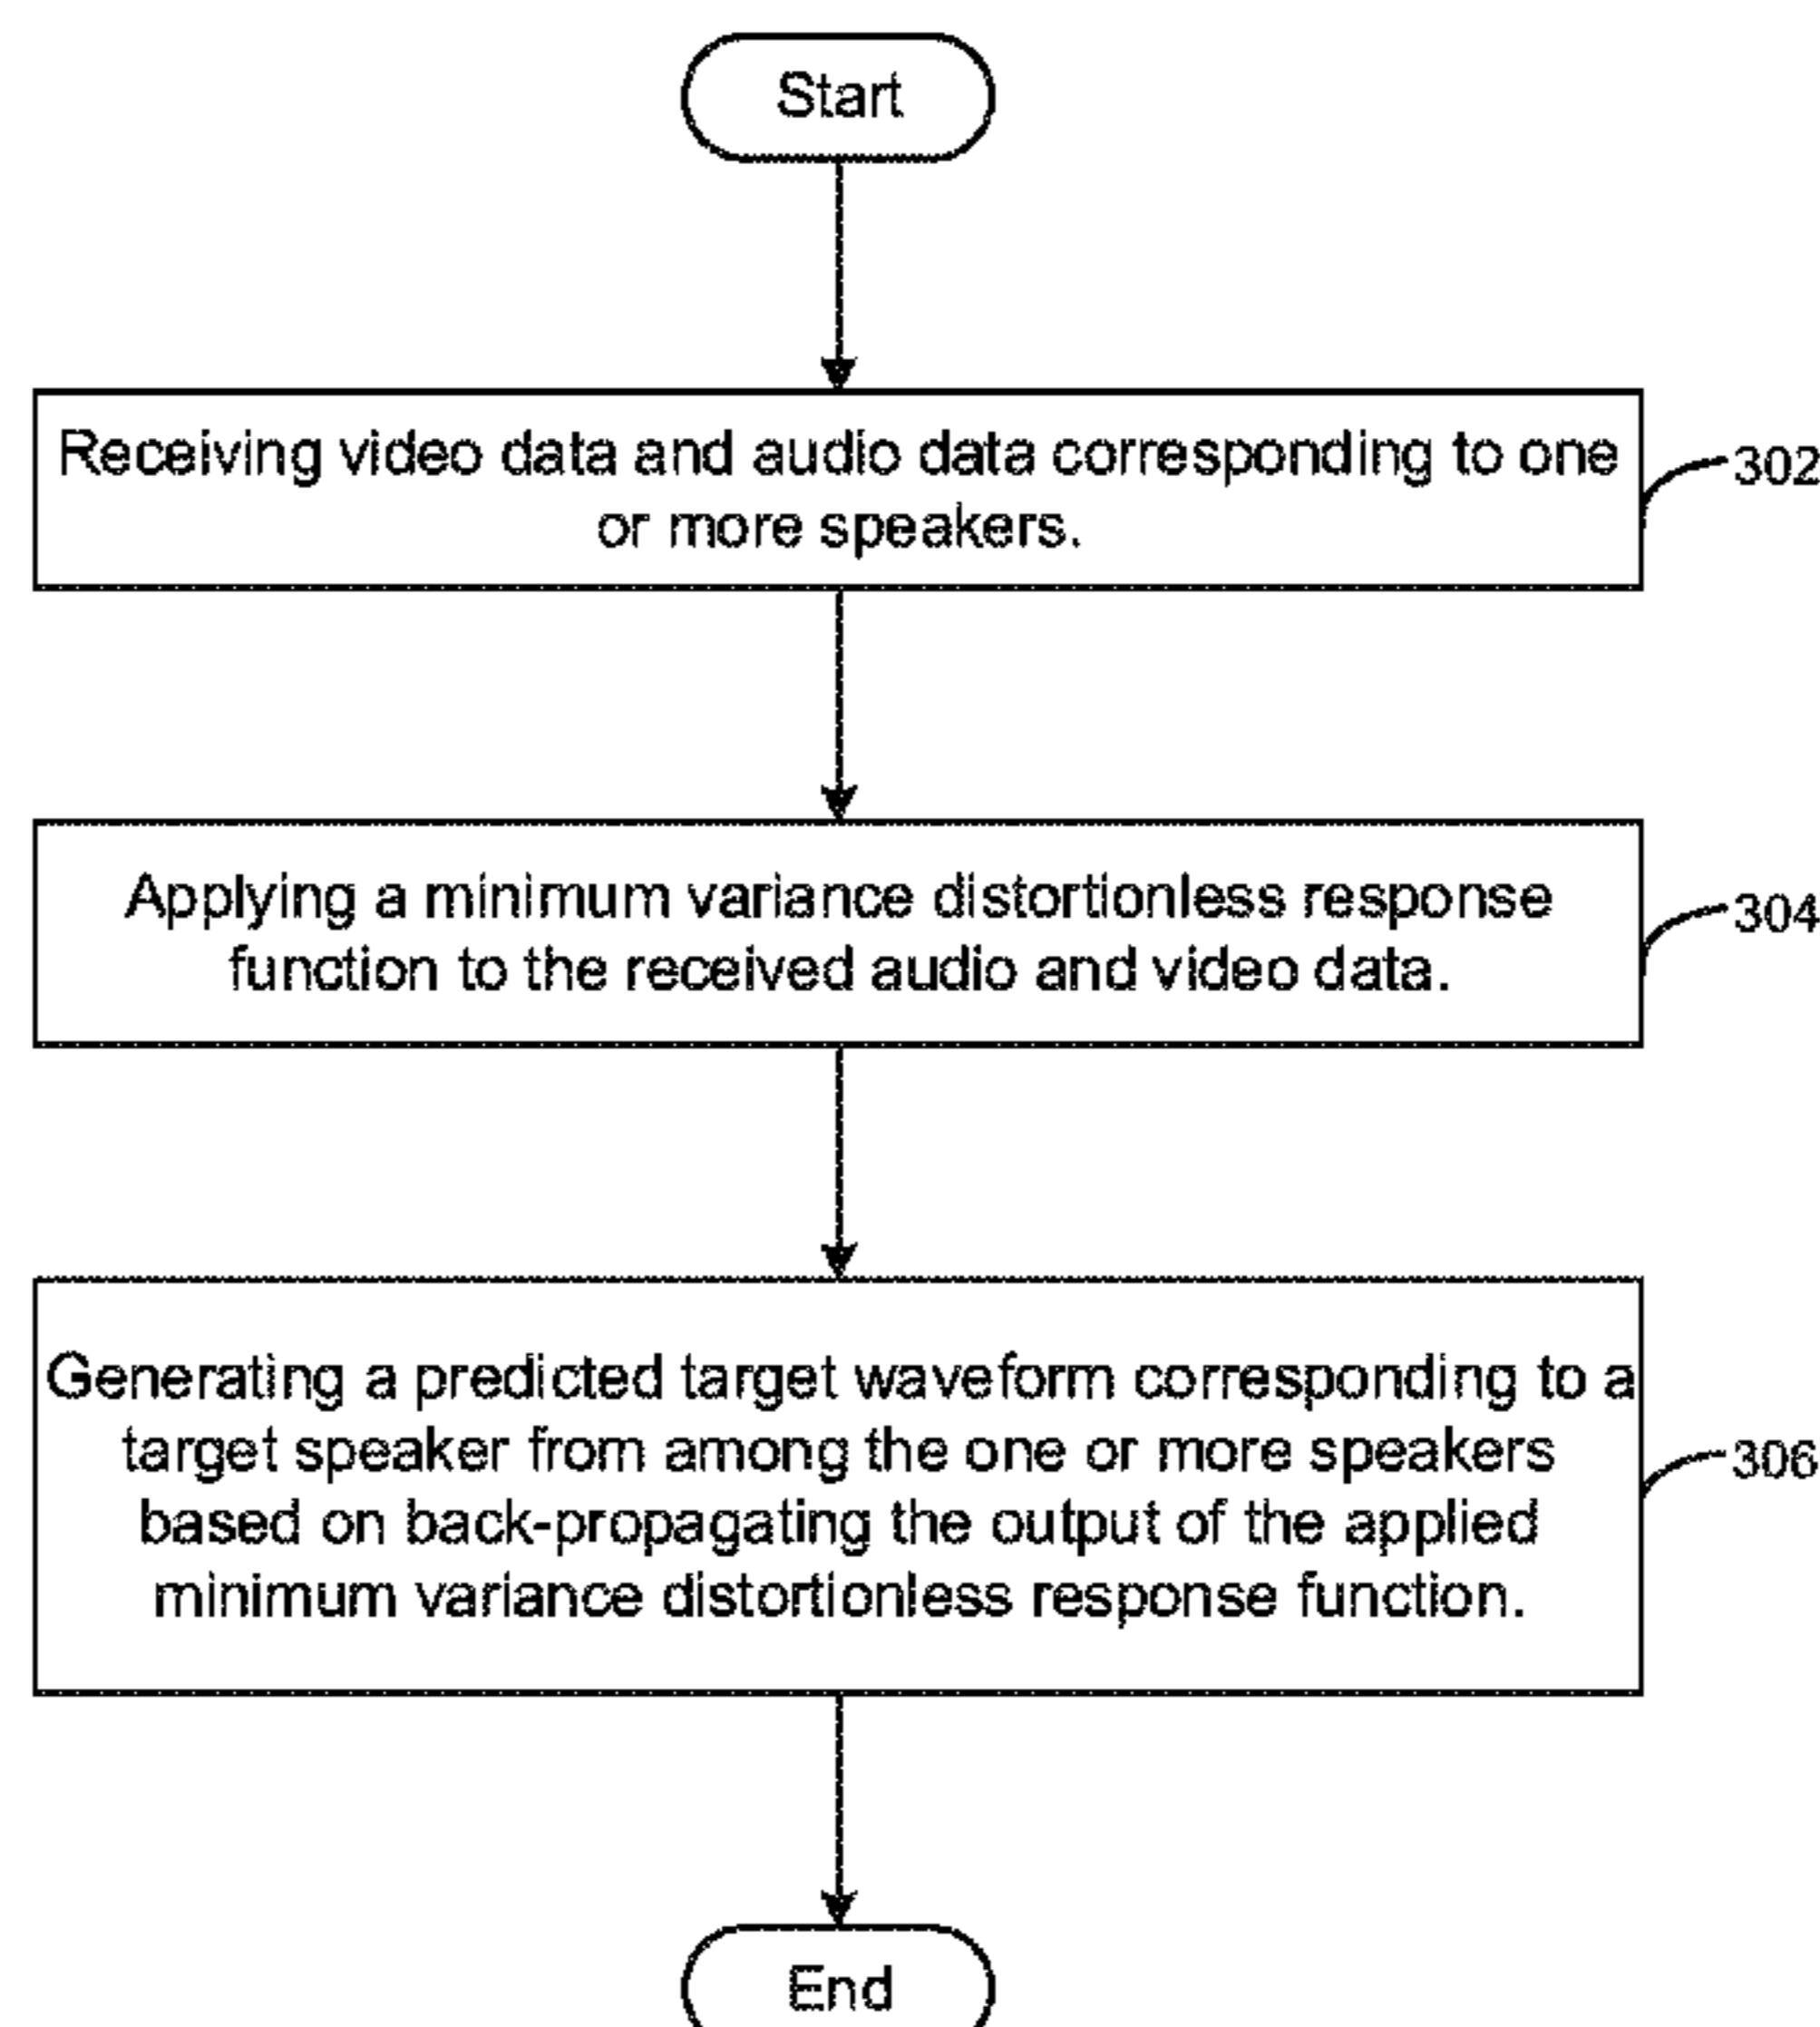 Start
Receiving video data and audio data corresponding to one
or more speakers.
302
Applying a minimum variance distortionless response
function to the received audio and video data.
304
Generating a predicted target waveform corresponding to a
target speaker from among the one or more speakers
based on back-propagating the output of the applied
minimum variance distortionless response function.
306
End